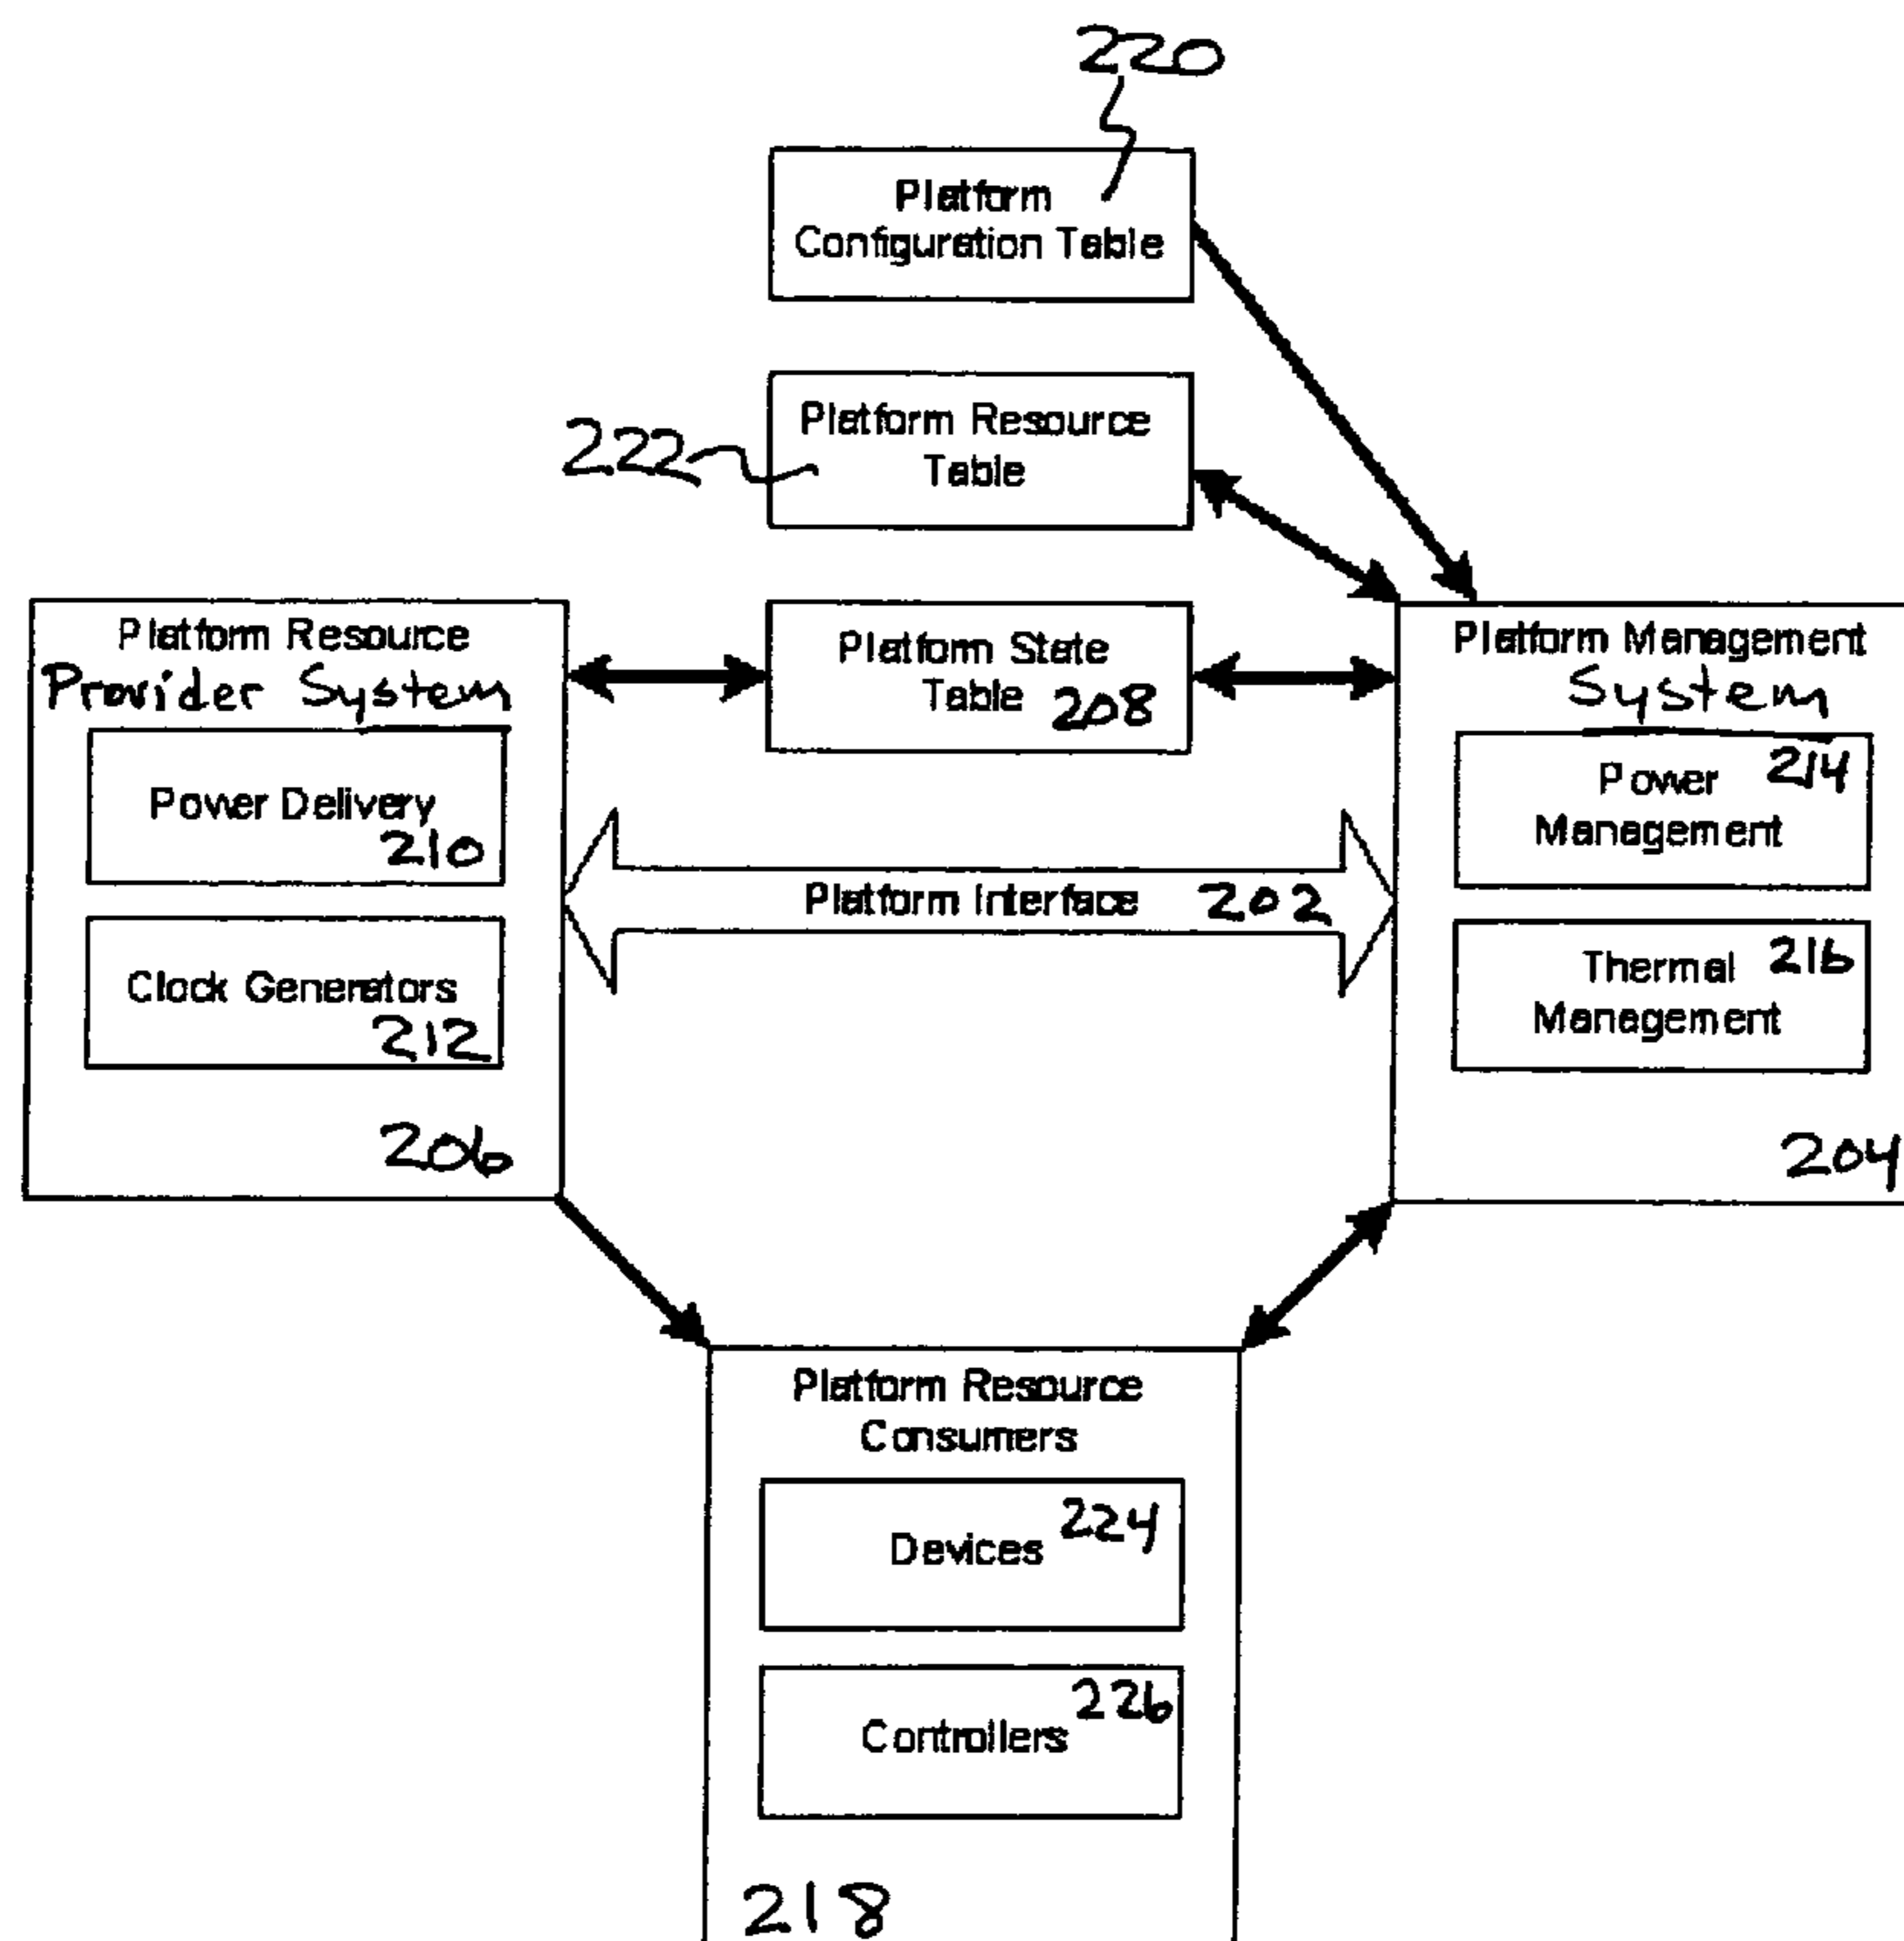 220
Platform
Configuration Table
Platform Resource
Table
222
Platform Resource
Provider System
Power Delivery
210
Clock Generators
212
206
Platform State
Table 208
Platform Interface 202
Platform Management
System
Power 214
Management
Thermal 216
Management
204
Platform Resource
Consumers
Devices 224
Controllers 226
218